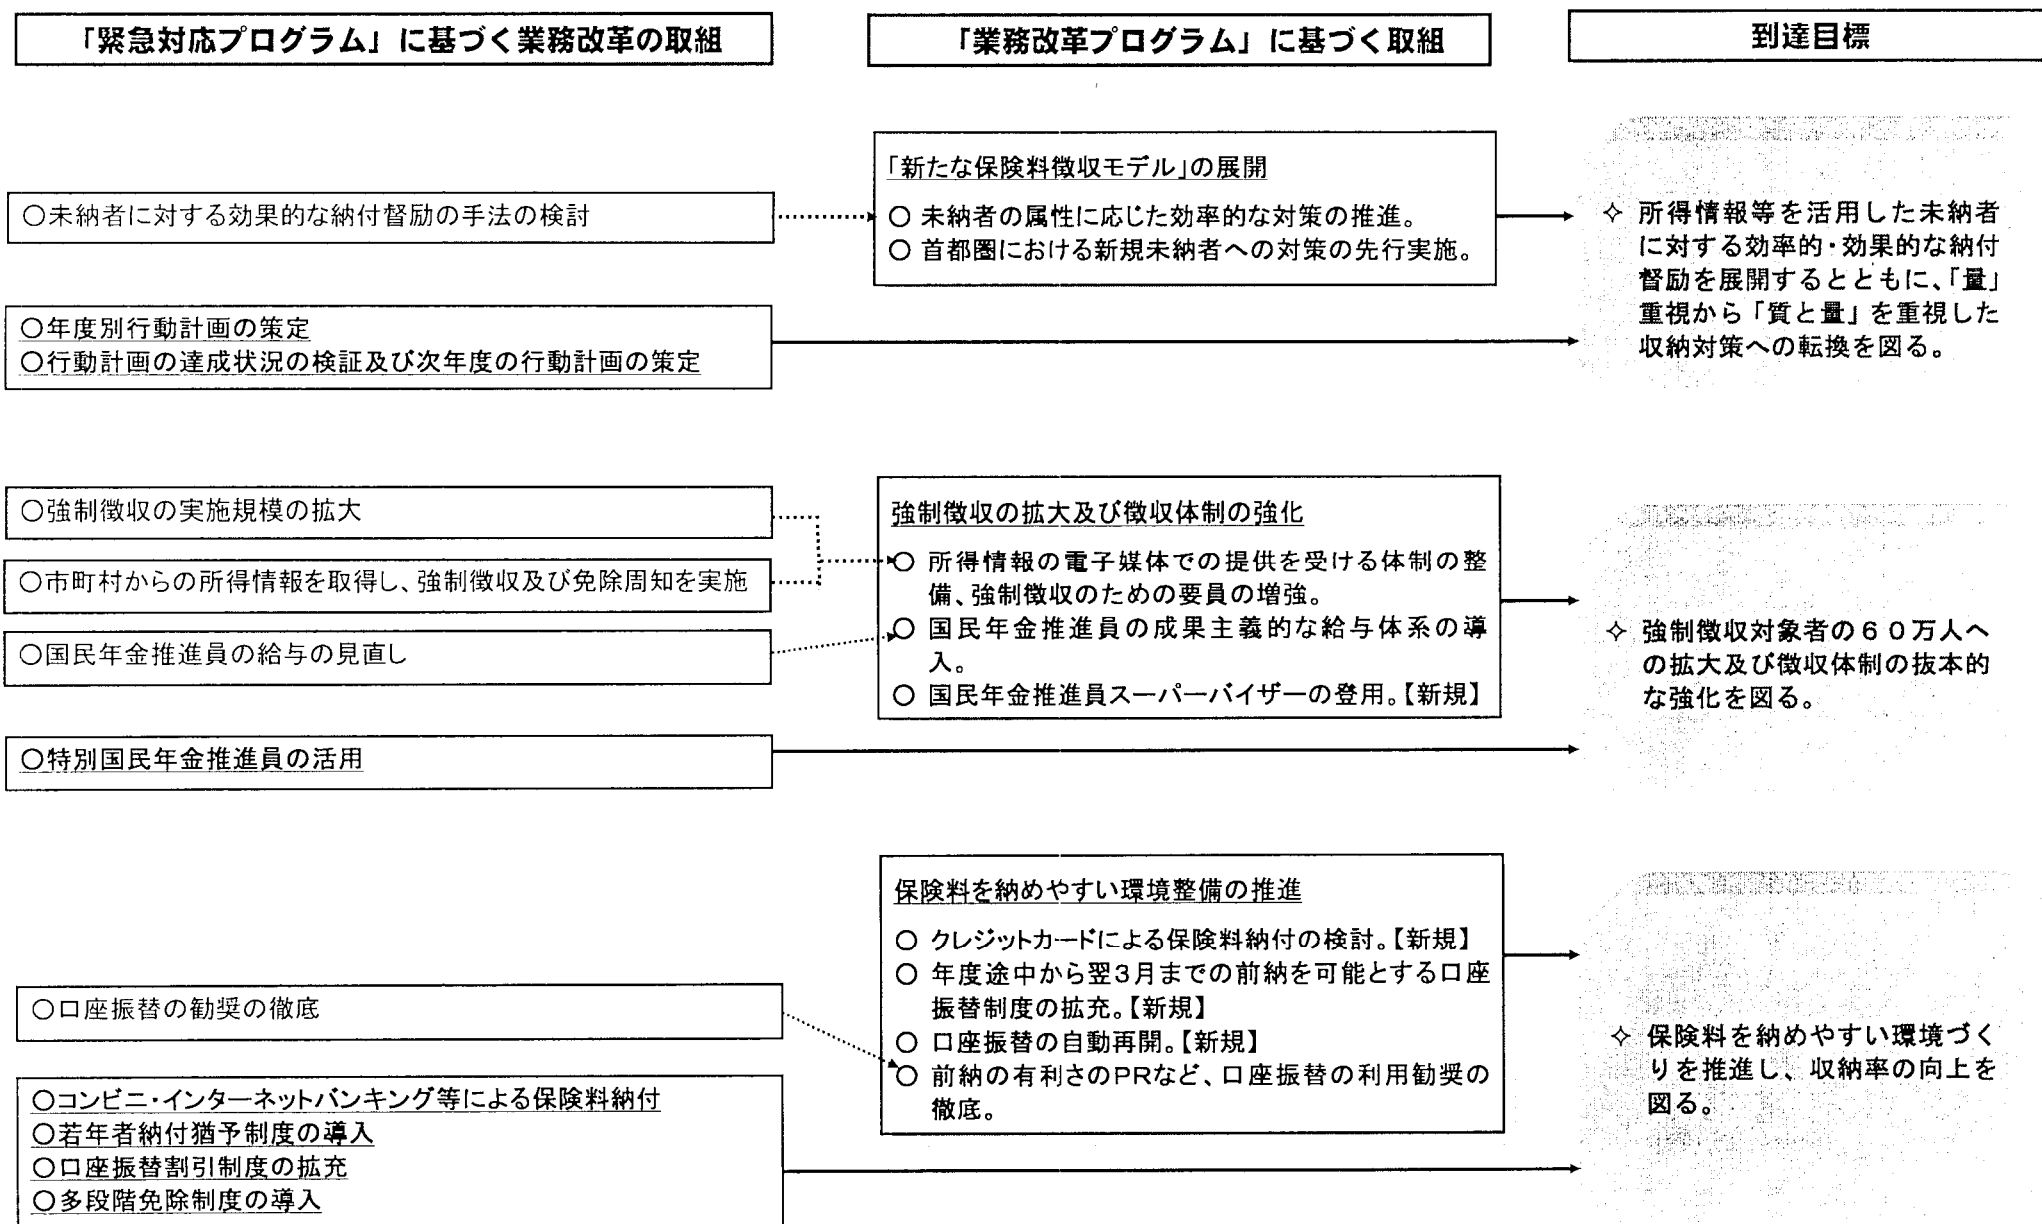 「緊急対応プログラム」に基づく業務改革の取組
「業務改革プログラム」に基づく取組
到達目標
○未納者に対する効果的な納付督励の手法の検討
「新たな保険料徴収モデル」の展開
○ 未納者の属性に応じた効率的な対策の推進。
○ 首都圏における新規未納者への対策の先行実施。
✧ 所得情報等を活用した未納者
に対する効率的・効果的な納付
督励を展開するとともに、「量」
重視から「質と量」を重視した
収納対策への転換を図る。
○年度別行動計画の策定
○行動計画の達成状況の検証及び次年度の行動計画の策定
○強制徴収の実施規模の拡大
○市町村からの所得情報を取得し、強制徴収及び免除周知を実施
○国民年金推進員の給与の見直し
強制徴収の拡大及び徴収体制の強化
○ 所得情報の電子媒体での提供を受ける体制の整
備、強制徴収のための要員の増強。
○ 国民年金推進員の成果主義的な給与体系の導
入。
○ 国民年金推進員スーパーバイザーの登用。【新規】
✧ 強制徴収対象者の60万人へ
の拡大及び徴収体制の抜本的
な強化を図る。
○特別国民年金推進員の活用
保険料を納めやすい環境整備の推進
○ クレジットカードによる保険料納付の検討。【新規】
○ 年度途中から翌3月までの前納を可能とする口座
振替制度の拡充。【新規】
○ 口座振替の自動再開。【新規】
○ 前納の有利さのPRなど、口座振替の利用勧奨の
徹底。
○口座振替の勧奨の徹底
○コンビニ・インターネットバンキング等による保険料納付
○若年者納付猶予制度の導入
○口座振替割引制度の拡充
○多段階免除制度の導入
✧ 保険料を納めやすい環境づく
りを推進し、収納率の向上を
図る。